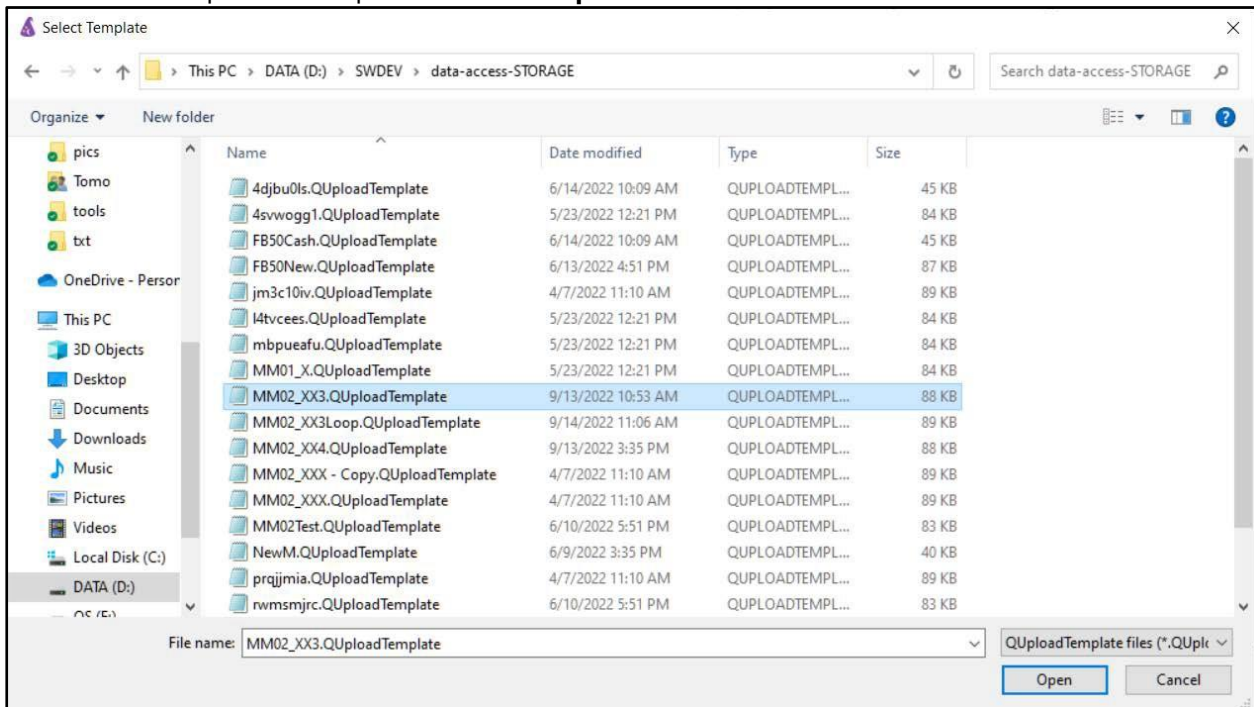 Select Template
This PC > DATA (D:) > SWDEV > data-access-STORAGE
Search data-access-STORAGE
Organize
New folder
Name Date modified Type Size
pics
Tomo
tools
txt
OneDrive - Person
This PC
3D Objects
Desktop
Documents
Downloads
Music
Pictures
Videos
Local Disk (C:)
DATA (D:)
4djbu0ls.QUploadTemplate 6/14/2022 10:09 AM QUPLOADTEMPL... 45 KB
4svwogg1.QUploadTemplate 5/23/2022 12:21 PM QUPLOADTEMPL... 84 KB
FB50Cash.QUploadTemplate 6/14/2022 10:09 AM QUPLOADTEMPL... 45 KB
FB50New.QUploadTemplate 6/13/2022 4:51 PM QUPLOADTEMPL... 87 KB
jm3c10iv.QUploadTemplate 4/7/2022 11:10 AM QUPLOADTEMPL... 89 KB
l4tvcees.QUploadTemplate 5/23/2022 12:21 PM QUPLOADTEMPL... 84 KB
mbpueafu.QUploadTemplate 5/23/2022 12:21 PM QUPLOADTEMPL... 84 KB
MM01_X.QUploadTemplate 5/23/2022 12:21 PM QUPLOADTEMPL... 84 KB
MM02_XX3.QUploadTemplate 9/13/2022 10:53 AM QUPLOADTEMPL... 88 KB
MM02_XX3Loop.QUploadTemplate 9/14/2022 11:06 AM QUPLOADTEMPL... 89 KB
MM02_XX4.QUploadTemplate 9/13/2022 3:35 PM QUPLOADTEMPL... 88 KB
MM02_XXX - Copy.QUploadTemplate 4/7/2022 11:10 AM QUPLOADTEMPL... 89 KB
MM02_XXX.QUploadTemplate 4/7/2022 11:10 AM QUPLOADTEMPL... 89 KB
MM02Test.QUploadTemplate 6/10/2022 5:51 PM QUPLOADTEMPL... 83 KB
NewM.QUploadTemplate 6/9/2022 3:35 PM QUPLOADTEMPL... 40 KB
prqjjmia.QUploadTemplate 4/7/2022 11:10 AM QUPLOADTEMPL... 89 KB
rwmsmjrc.QUploadTemplate 6/10/2022 5:51 PM QUPLOADTEMPL... 83 KB
File name: MM02_XX3.QUploadTemplate
QUploadTemplate files (*.QUplo
Open
Cancel